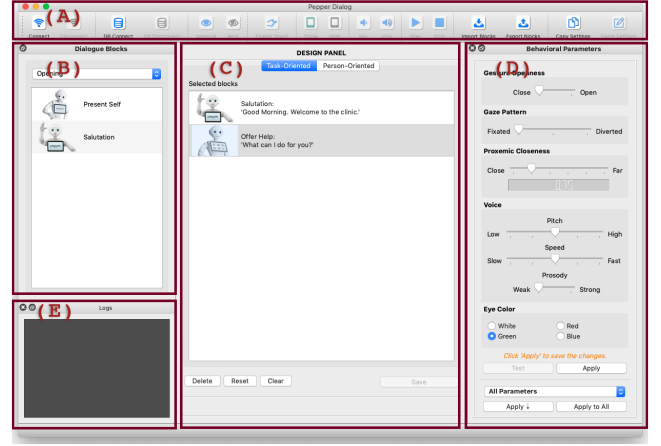 Pepper Dialog
(A)
Connect
DB Connect
Import Blocks
Export Blocks
Copy Settings
Dialogue Blocks
(B)
Opening
Present Self
Salutation
DESIGN PANEL
(C)
Task-Oriented Person-Oriented
Selected blocks
Salutation:
'Good Morning. Welcome to the clinic.'
Offer Help:
'What can I do for you?'
Delete Reset Clear Save
Behavioral Parameters
(D)
Gesture Openness
Close Open
Gaze Pattern
Fixated Diverted
Proxemic Closeness
Close Far
Voice
Pitch
Low High
Speed
Slow Fast
Prosody
Weak Strong
Eye Color
White Red
Green Blue
Click 'Apply' to save the changes.
Test Apply
All Parameters
Apply ↓ Apply to All
Logs
(E)